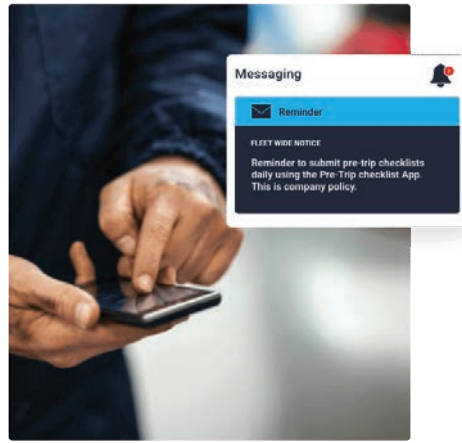 Messaging
Reminder
FLEET WIDE NOTICE
Reminder to submit pre-trip checklists
daily using the Pre-Trip checklist App.
This is company policy.